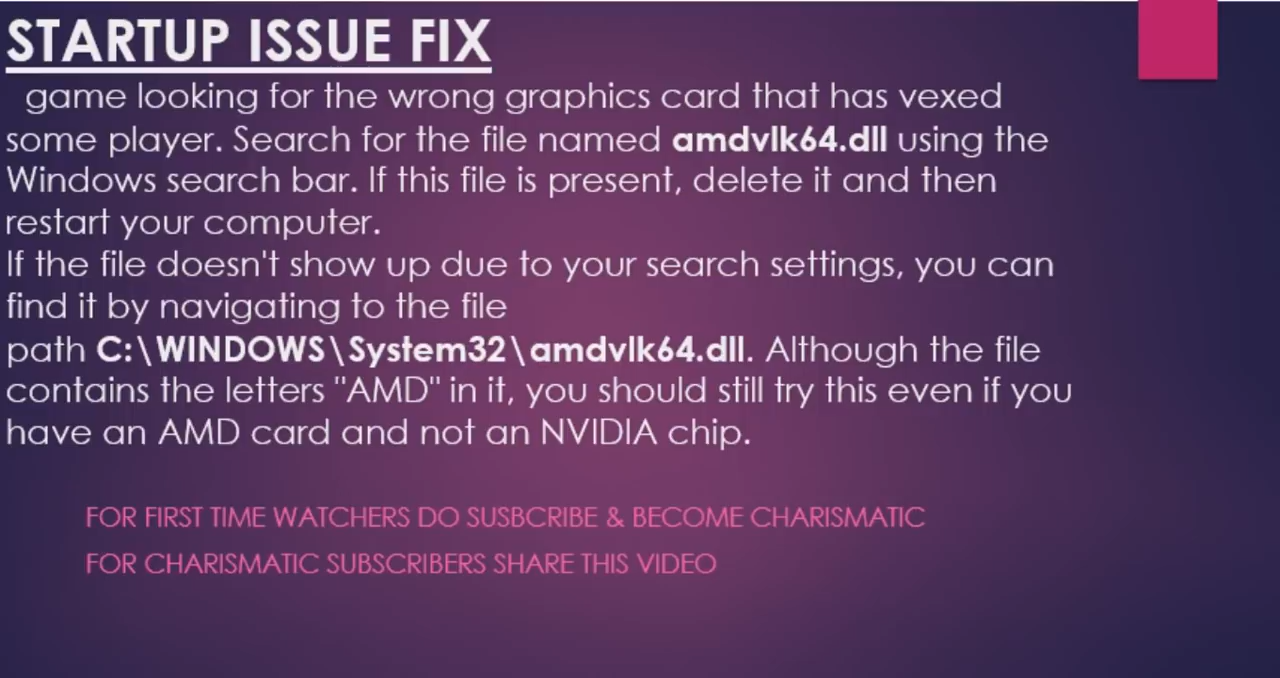 STARTUP ISSUE FIX
game looking for the wrong graphics card that has vexed
some player. Search for the file named amdvlk64.dll using the
Windows search bar. If this file is present, delete it and then
restart your computer.
If the file doesn't show up due to your search settings, you can
find it by navigating to the file
path C:\WINDOWS\System32\amdvlk64.dll. Although the file
contains the letters "AMD" in it, you should still try this even if you
have an AMD card and not an NVIDIA chip.
FOR FIRST TIME WATCHERS DO SUSBCRIBE & BECOME CHARISMATIC
FOR CHARISMATIC SUBSCRIBERS SHARE THIS VIDEO